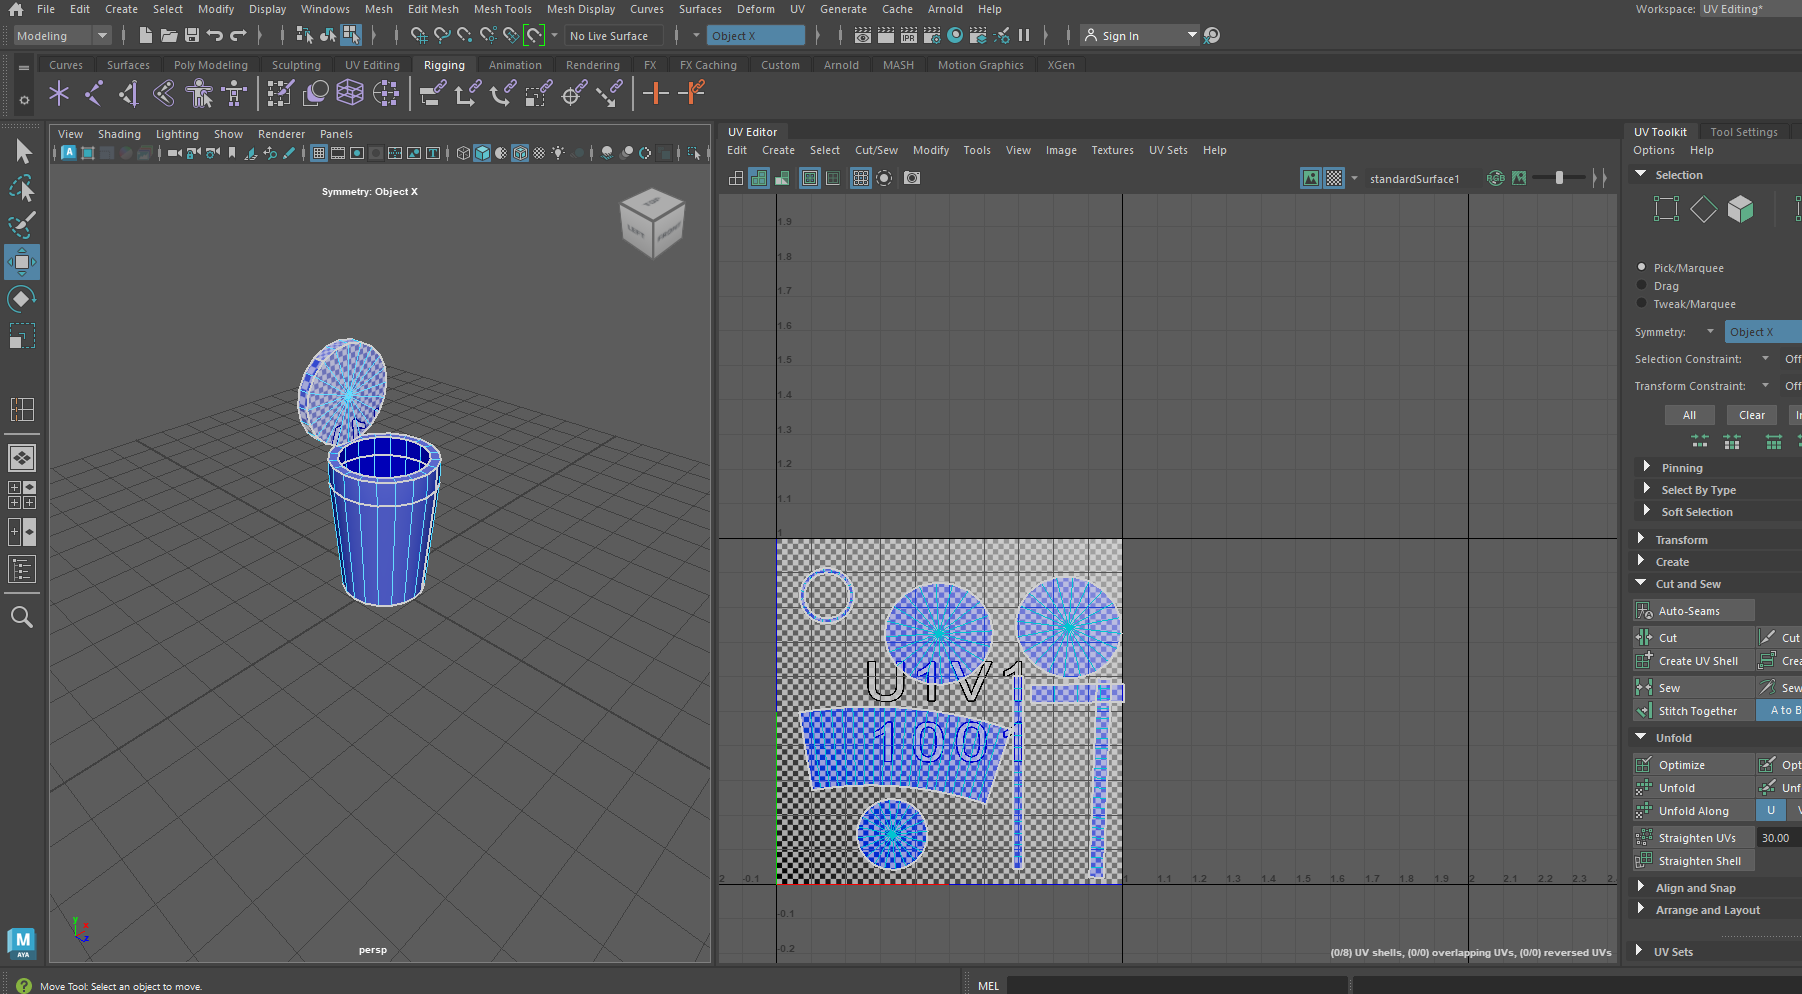 File Edit Create Select Modify Display Windows Mesh Edit Mesh Mesh Tools Mesh Display Curves Surfaces Deform UV Generate Cache Arnold Help
Workspace: UV Editing*
Modeling No Live Surface Object X Sign In
Curves Surfaces Poly Modeling Sculpting UV Editing Rigging Animation Rendering FX FX Caching Custom Arnold MASH Motion Graphics XGen
IPR
View Shading Lighting Show Renderer Panels
Symmetry: Object X
TOP
LEFT FRONT
persp
y
x
z
M
AYA
UV Editor
Edit Create Select Cut/Sew Modify Tools View Image Textures UV Sets Help
standardSurface1
RGB
1.9
1.8
1.7
1.6
1.5
1.4
1.3
1.2
1.1
1
U1V1
1001
2 -0.1 1 1.1 1.2 1.3 1.4 1.5 1.6 1.7 1.8 1.9 2 2.1 2.2 2.3
-0.1
-0.2
(0/8) UV shells, (0/0) overlapping UVs, (0/0) reversed UVs
UV Toolkit Tool Settings
Options Help
Selection
Pick/Marquee
Drag
Tweak/Marquee
Symmetry: Object X
Selection Constraint: Off
Transform Constraint: Off
All Clear In
Pinning
Select By Type
Soft Selection
Transform
Create
Cut and Sew
Auto-Seams
Cut Cut
Create UV Shell Crea
Sew Sew
Stitch Together A to B
Unfold
Optimize Opt
Unfold Unf
Unfold Along U V
Straighten UVs 30.00
Straighten Shell
Align and Snap
Arrange and Layout
UV Sets
Move Tool: Select an object to move.
MEL